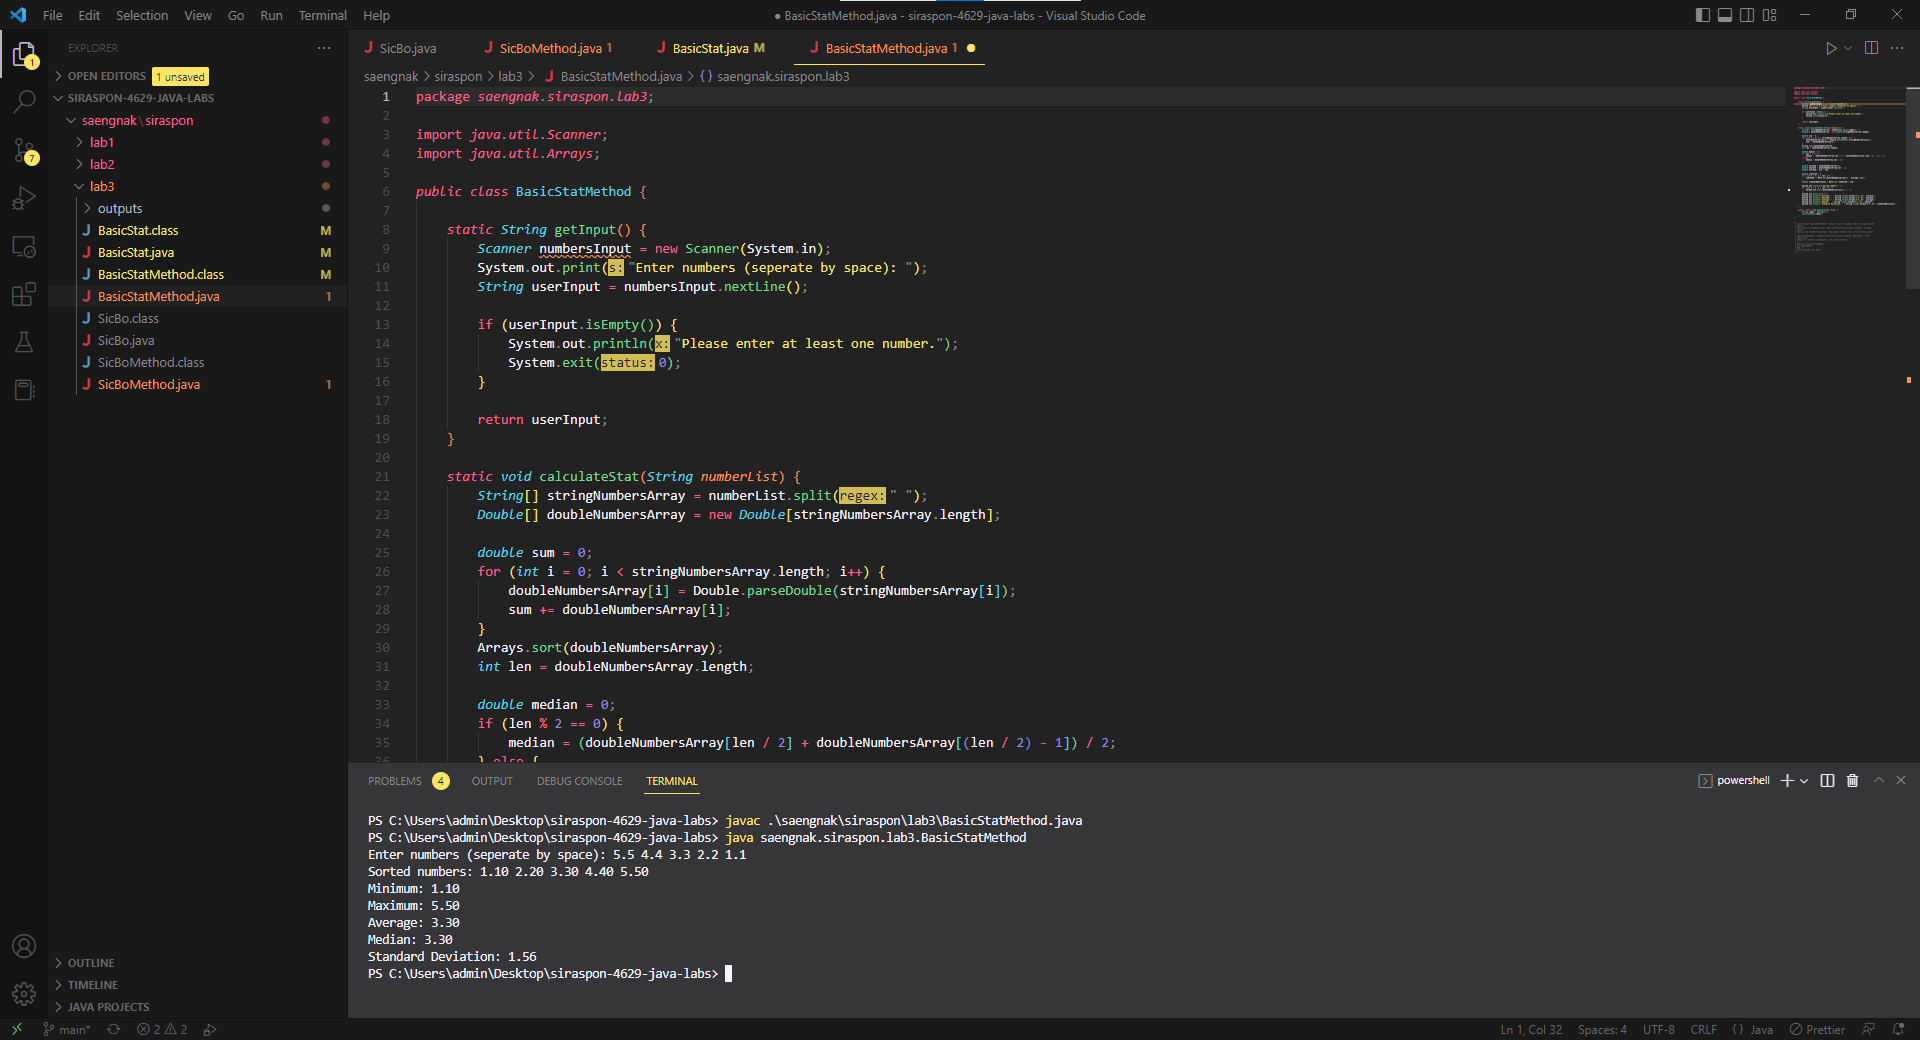 File Edit Selection View Go Run Terminal Help
● BasicStatMethod.java - siraspon-4629-java-labs - Visual Studio Code
EXPLORER
OPEN EDITORS 1 unsaved
SIRASPON-4629-JAVA-LABS
saengnak\siraspon
lab1
lab2
lab3
outputs
BasicStat.class M
BasicStat.java M
BasicStatMethod.class M
BasicStatMethod.java 1
SicBo.class
SicBo.java
SicBoMethod.class
SicBoMethod.java 1
OUTLINE
TIMELINE
JAVA PROJECTS
1
7
SicBo.java SicBoMethod.java 1 BasicStat.java M BasicStatMethod.java 1 ●
saengnak > siraspon > lab3 > BasicStatMethod.java > {} saengnak.siraspon.lab3
1 package saengnak.siraspon.lab3;
2
3 import java.util.Scanner;
4 import java.util.Arrays;
5
6 public class BasicStatMethod {
7
8 static String getInput() {
9 Scanner numbersInput = new Scanner(System.in);
10 System.out.print(s: "Enter numbers (seperate by space): ");
11 String userInput = numbersInput.nextLine();
12
13 if (userInput.isEmpty()) {
14 System.out.println(x: "Please enter at least one number.");
15 System.exit(status: 0);
16 }
17
18 return userInput;
19 }
20
21 static void calculateStat(String numberList) {
22 String[] stringNumbersArray = numberList.split(regex: " ");
23 Double[] doubleNumbersArray = new Double[stringNumbersArray.length];
24
25 double sum = 0;
26 for (int i = 0; i < stringNumbersArray.length; i++) {
27 doubleNumbersArray[i] = Double.parseDouble(stringNumbersArray[i]);
28 sum += doubleNumbersArray[i];
29 }
30 Arrays.sort(doubleNumbersArray);
31 int len = doubleNumbersArray.length;
32
33 double median = 0;
34 if (len % 2 == 0) {
35 median = (doubleNumbersArray[len / 2] + doubleNumbersArray[(len / 2) - 1]) / 2;
36 } else {
PROBLEMS 4 OUTPUT DEBUG CONSOLE TERMINAL
powershell
PS C:\Users\admin\Desktop\siraspon-4629-java-labs> javac .\saengnak\siraspon\lab3\BasicStatMethod.java
PS C:\Users\admin\Desktop\siraspon-4629-java-labs> java saengnak.siraspon.lab3.BasicStatMethod
Enter numbers (seperate by space): 5.5 4.4 3.3 2.2 1.1
Sorted numbers: 1.10 2.20 3.30 4.40 5.50
Minimum: 1.10
Maximum: 5.50
Average: 3.30
Median: 3.30
Standard Deviation: 1.56
PS C:\Users\admin\Desktop\siraspon-4629-java-labs>
main* 2 2
Ln 1, Col 32 Spaces: 4 UTF-8 CRLF {} Java Prettier